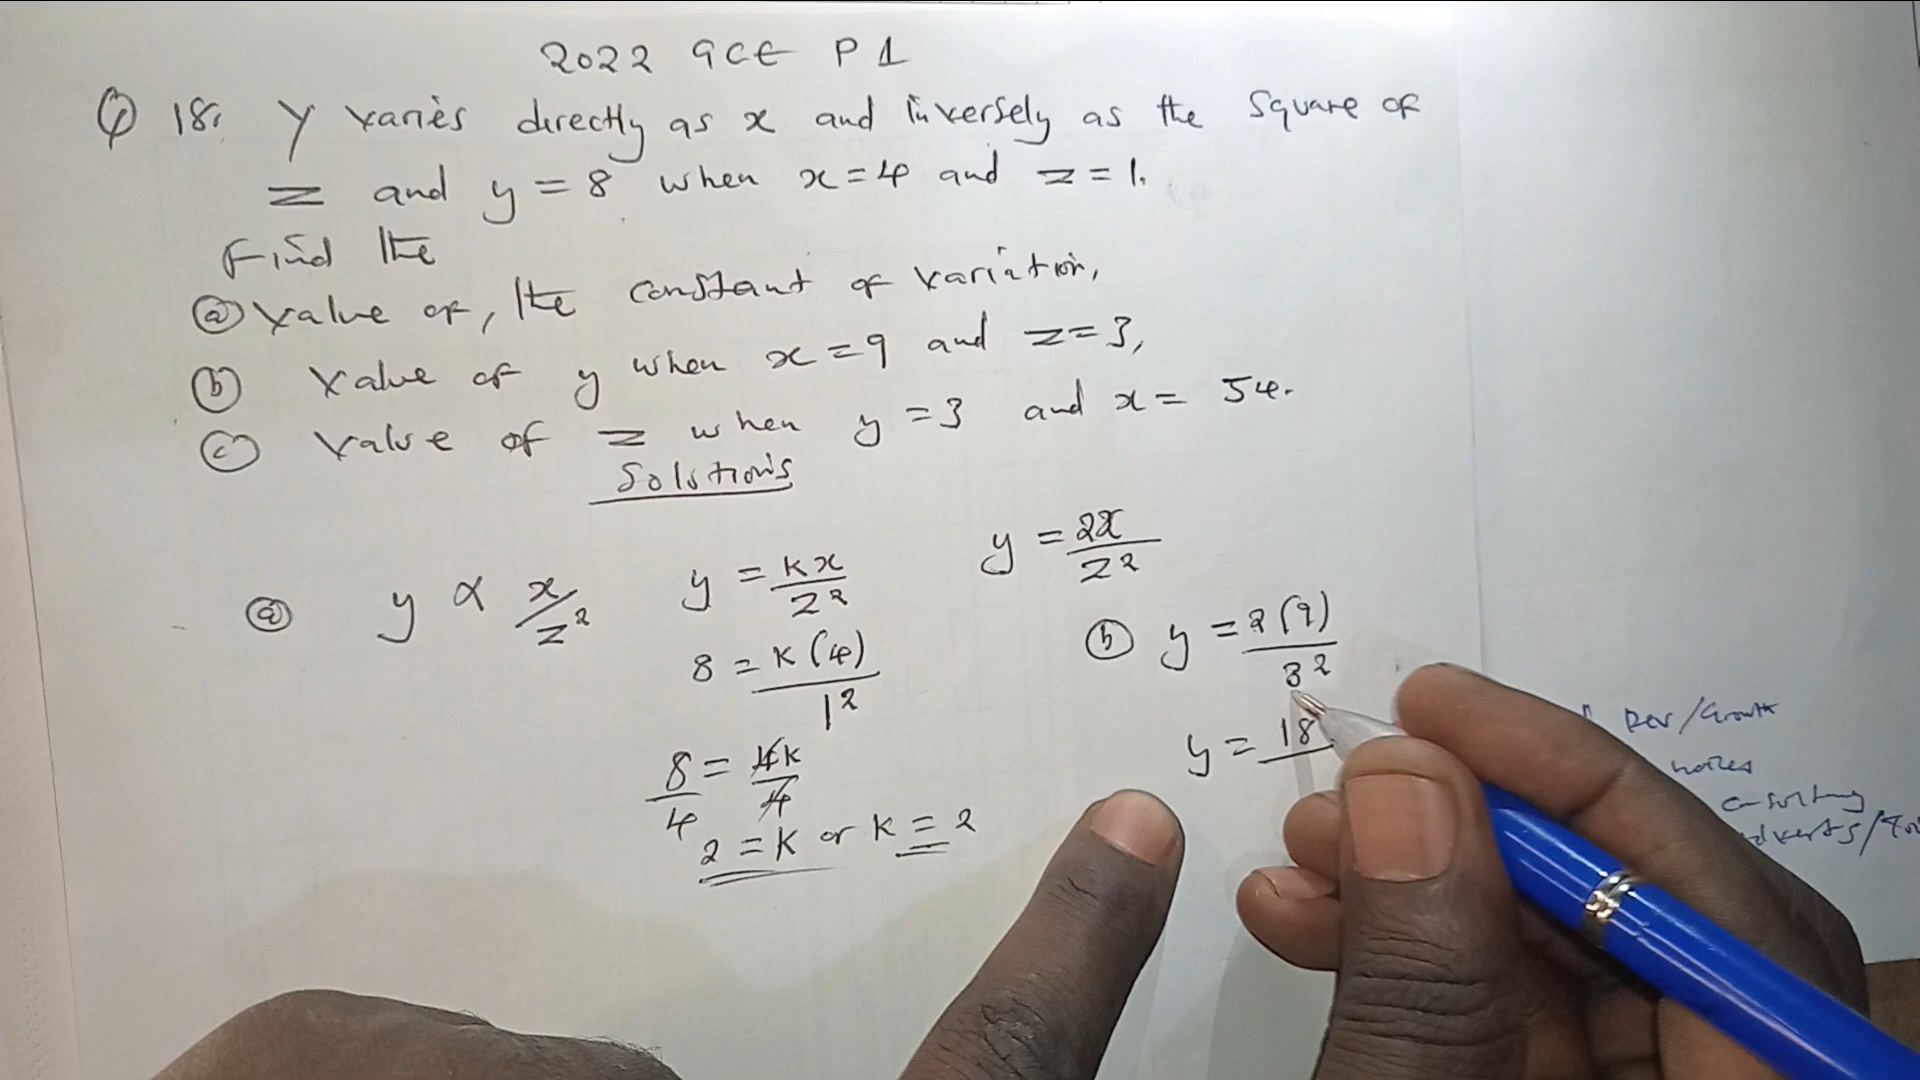 2022 GCE P1
Q 18. Y varies directly as x and inversely as the square of
z and y = 8 when x = 4 and z = 1.
Find the
(a) value of, the constant of variation,
(b) value of y when x = 9 and z = 3,
(c) value of z when y = 3 and x = 54.
Solutions
(a) y ∝ x/z²
y = kx/z²
8 = k(4)/1²
8/4 = 4k/4
2 = k or k = 2
y = 2x/z²
(b) y = 2(9)/3²
y = 18
Dev/Growth
notes